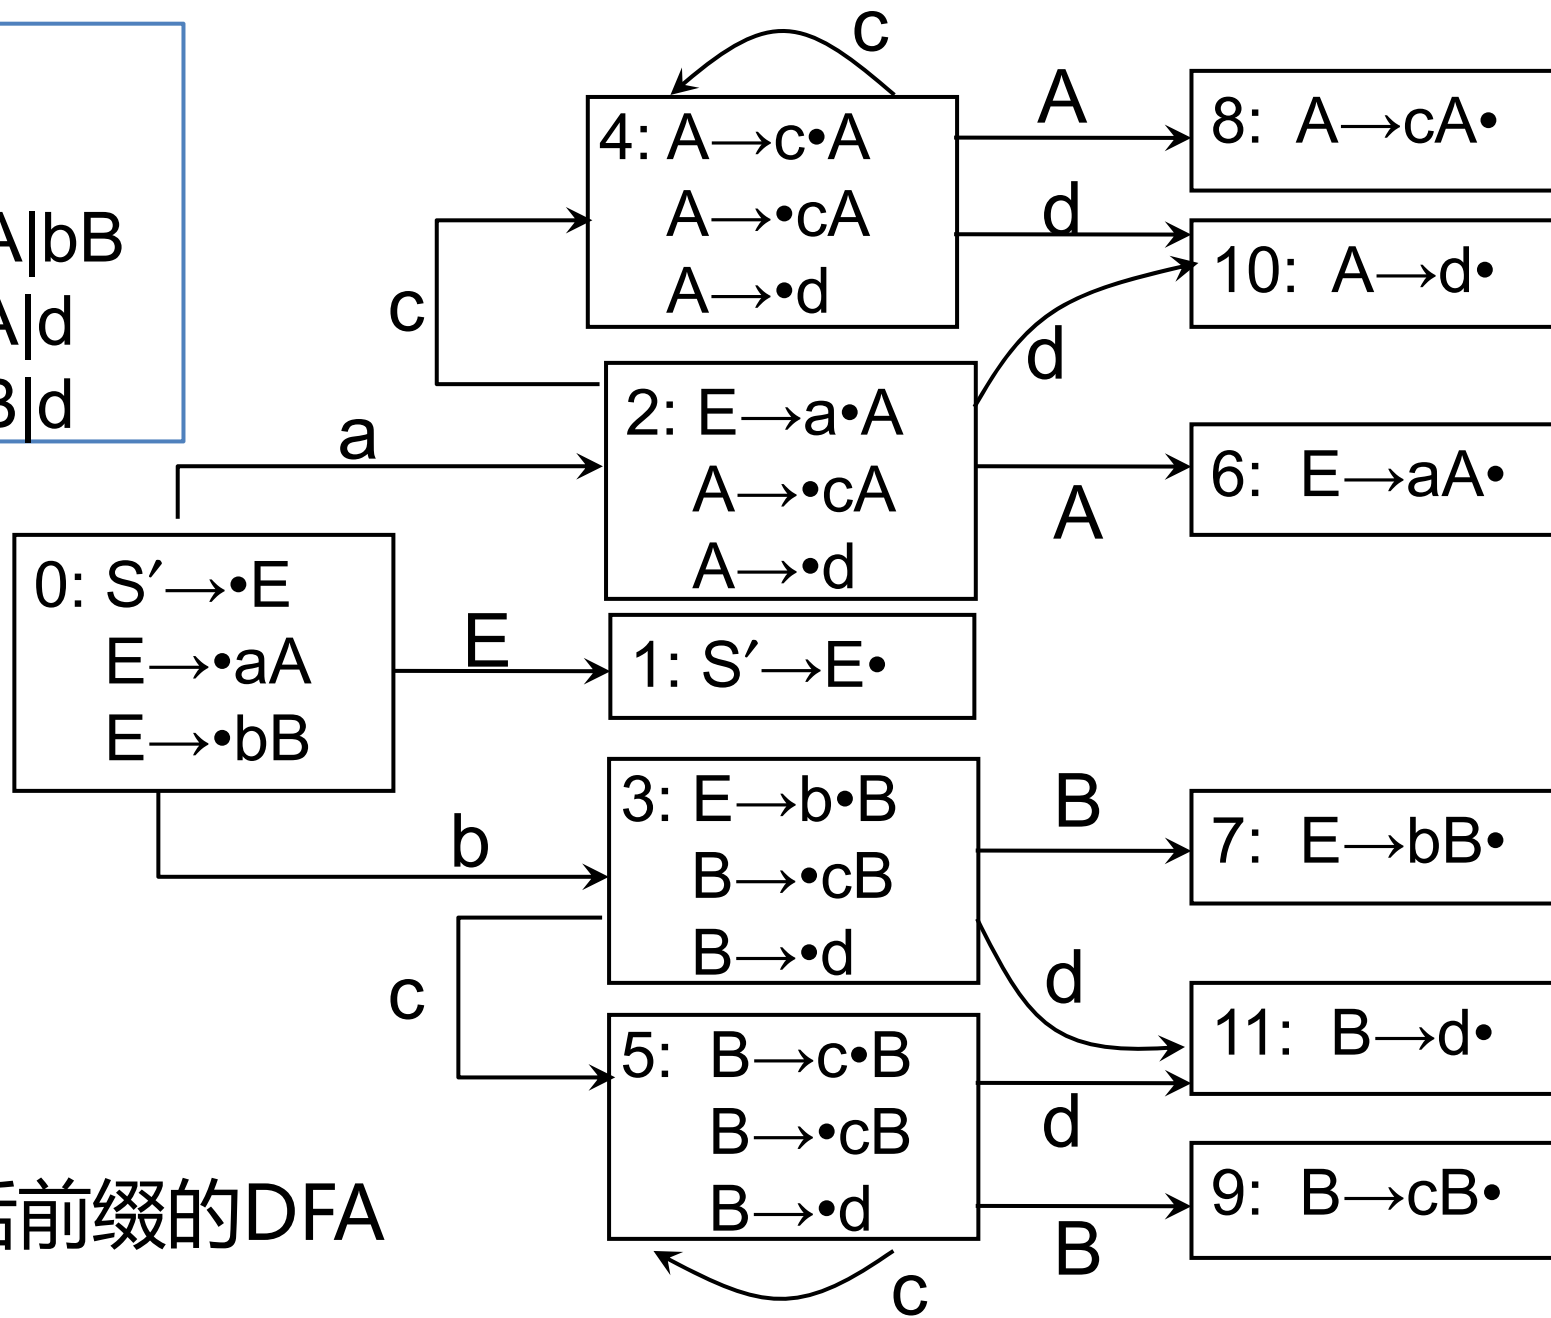 A|bB
A|d
B|d
c
4: A→c•A
A→•cA
A→•d
A
8: A→cA•
d
10: A→d•
c
d
a
2: E→a•A
A→•cA
A→•d
6: E→aA•
A
0: S′→•E
E→•aA
E→•bB
E
1: S′→E•
b
3: E→b•B
B→•cB
B→•d
B
7: E→bB•
c
d
11: B→d•
5: B→c•B
B→•cB
B→•d
d
9: B→cB•
B
c
前缀的DFA